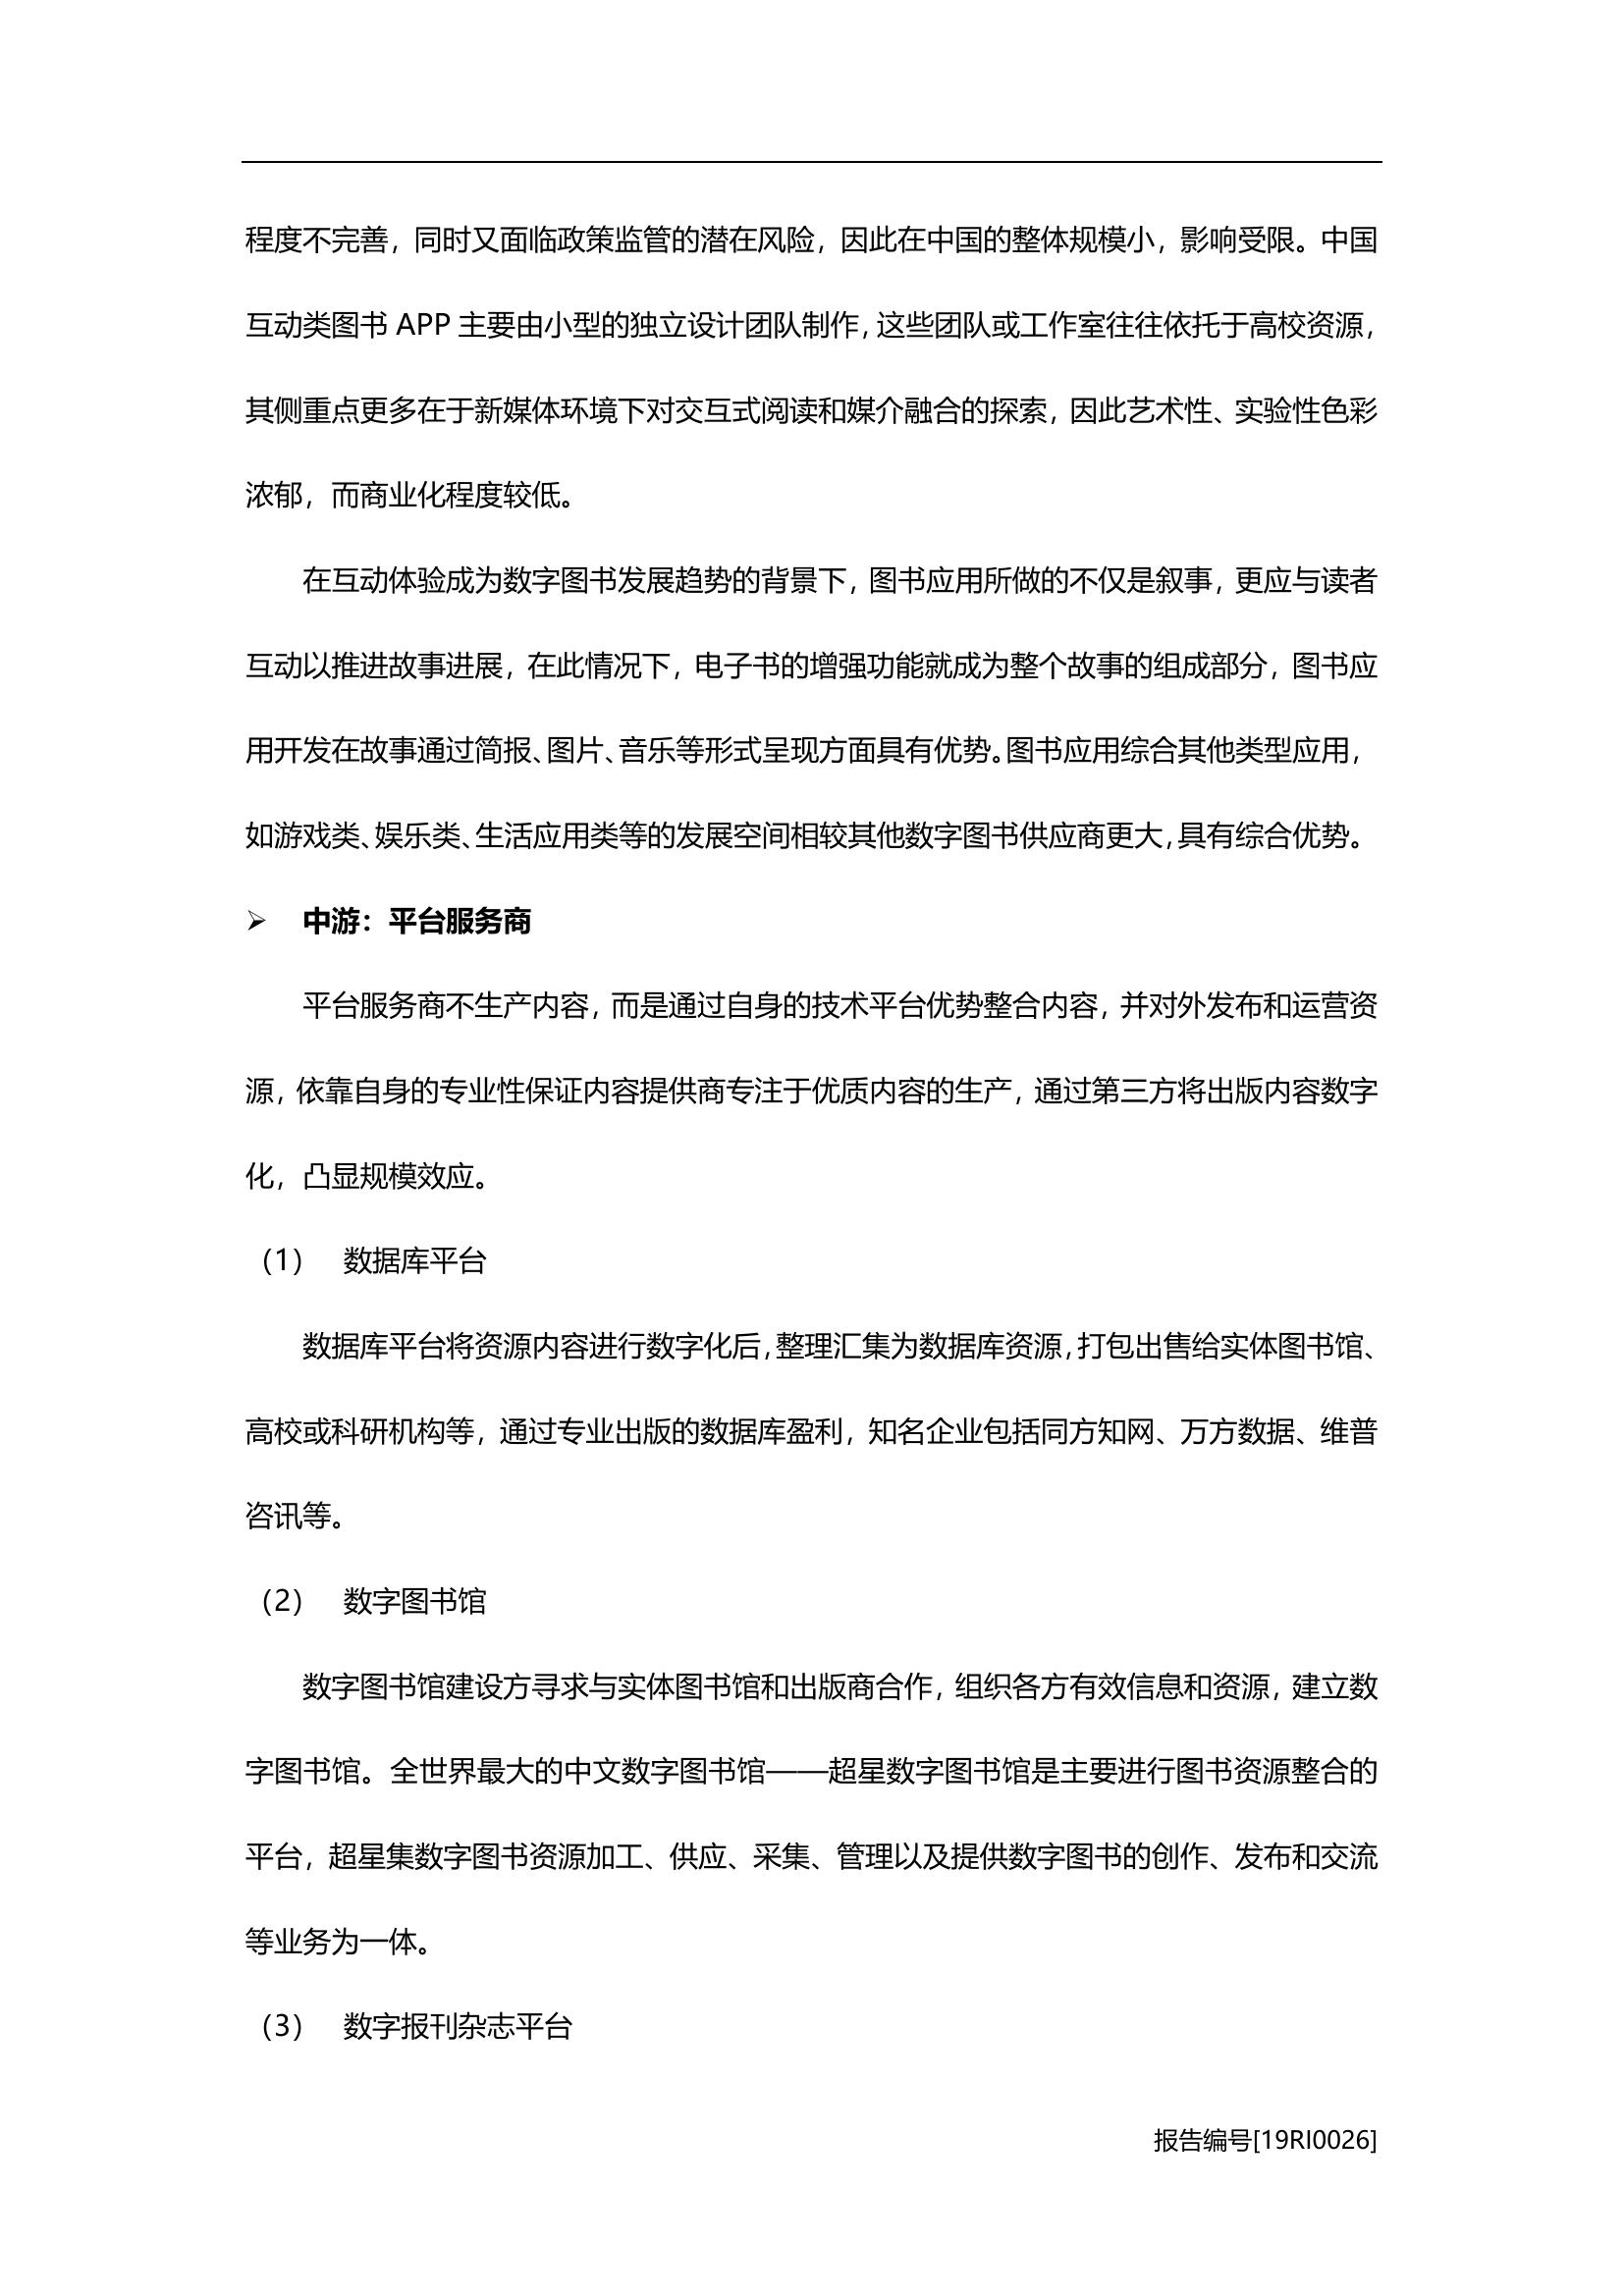 程度不完善，同时又面临政策监管的潜在风险，因此在中国的整体规模小，影响受限。中国
互动类图书 APP 主要由小型的独立设计团队制作，这些团队或工作室往往依托于高校资源，
其侧重点更多在于新媒体环境下对交互式阅读和媒介融合的探索，因此艺术性、实验性色彩
浓郁，而商业化程度较低。
在互动体验成为数字图书发展趋势的背景下，图书应用所做的不仅是叙事，更应与读者
互动以推进故事进展，在此情况下，电子书的增强功能就成为整个故事的组成部分，图书应
用开发在故事通过简报、图片、音乐等形式呈现方面具有优势。图书应用综合其他类型应用，
如游戏类、娱乐类、生活应用类等的发展空间相较其他数字图书供应商更大，具有综合优势。
➢ 中游：平台服务商
平台服务商不生产内容，而是通过自身的技术平台优势整合内容，并对外发布和运营资
源，依靠自身的专业性保证内容提供商专注于优质内容的生产，通过第三方将出版内容数字
化，凸显规模效应。
（1） 数据库平台
数据库平台将资源内容进行数字化后，整理汇集为数据库资源，打包出售给实体图书馆、
高校或科研机构等，通过专业出版的数据库盈利，知名企业包括同方知网、万方数据、维普
咨讯等。
（2） 数字图书馆
数字图书馆建设方寻求与实体图书馆和出版商合作，组织各方有效信息和资源，建立数
字图书馆。全世界最大的中文数字图书馆——超星数字图书馆是主要进行图书资源整合的
平台，超星集数字图书资源加工、供应、采集、管理以及提供数字图书的创作、发布和交流
等业务为一体。
（3） 数字报刊杂志平台
报告编号[19RI0026]